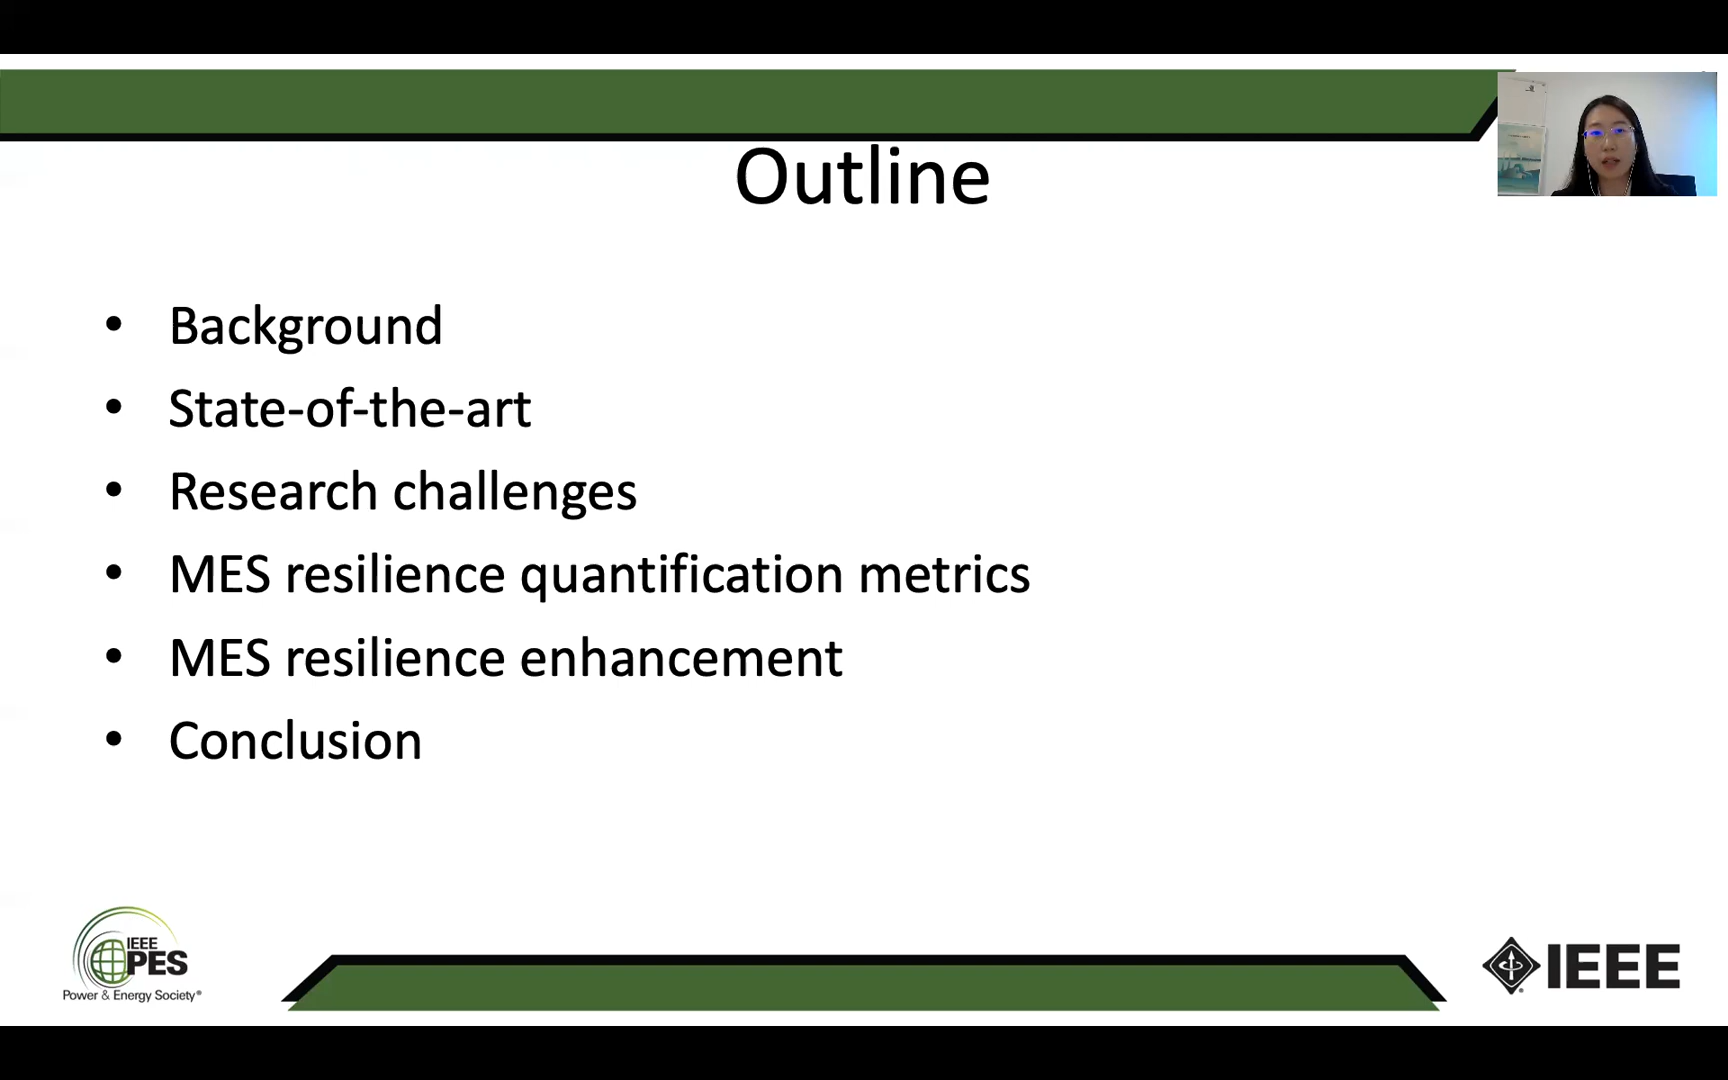 Outline
• Background
• State-of-the-art
• Research challenges
• MES resilience quantification metrics
• MES resilience enhancement
• Conclusion
IEEE
PES
Power & Energy Society®
IEEE